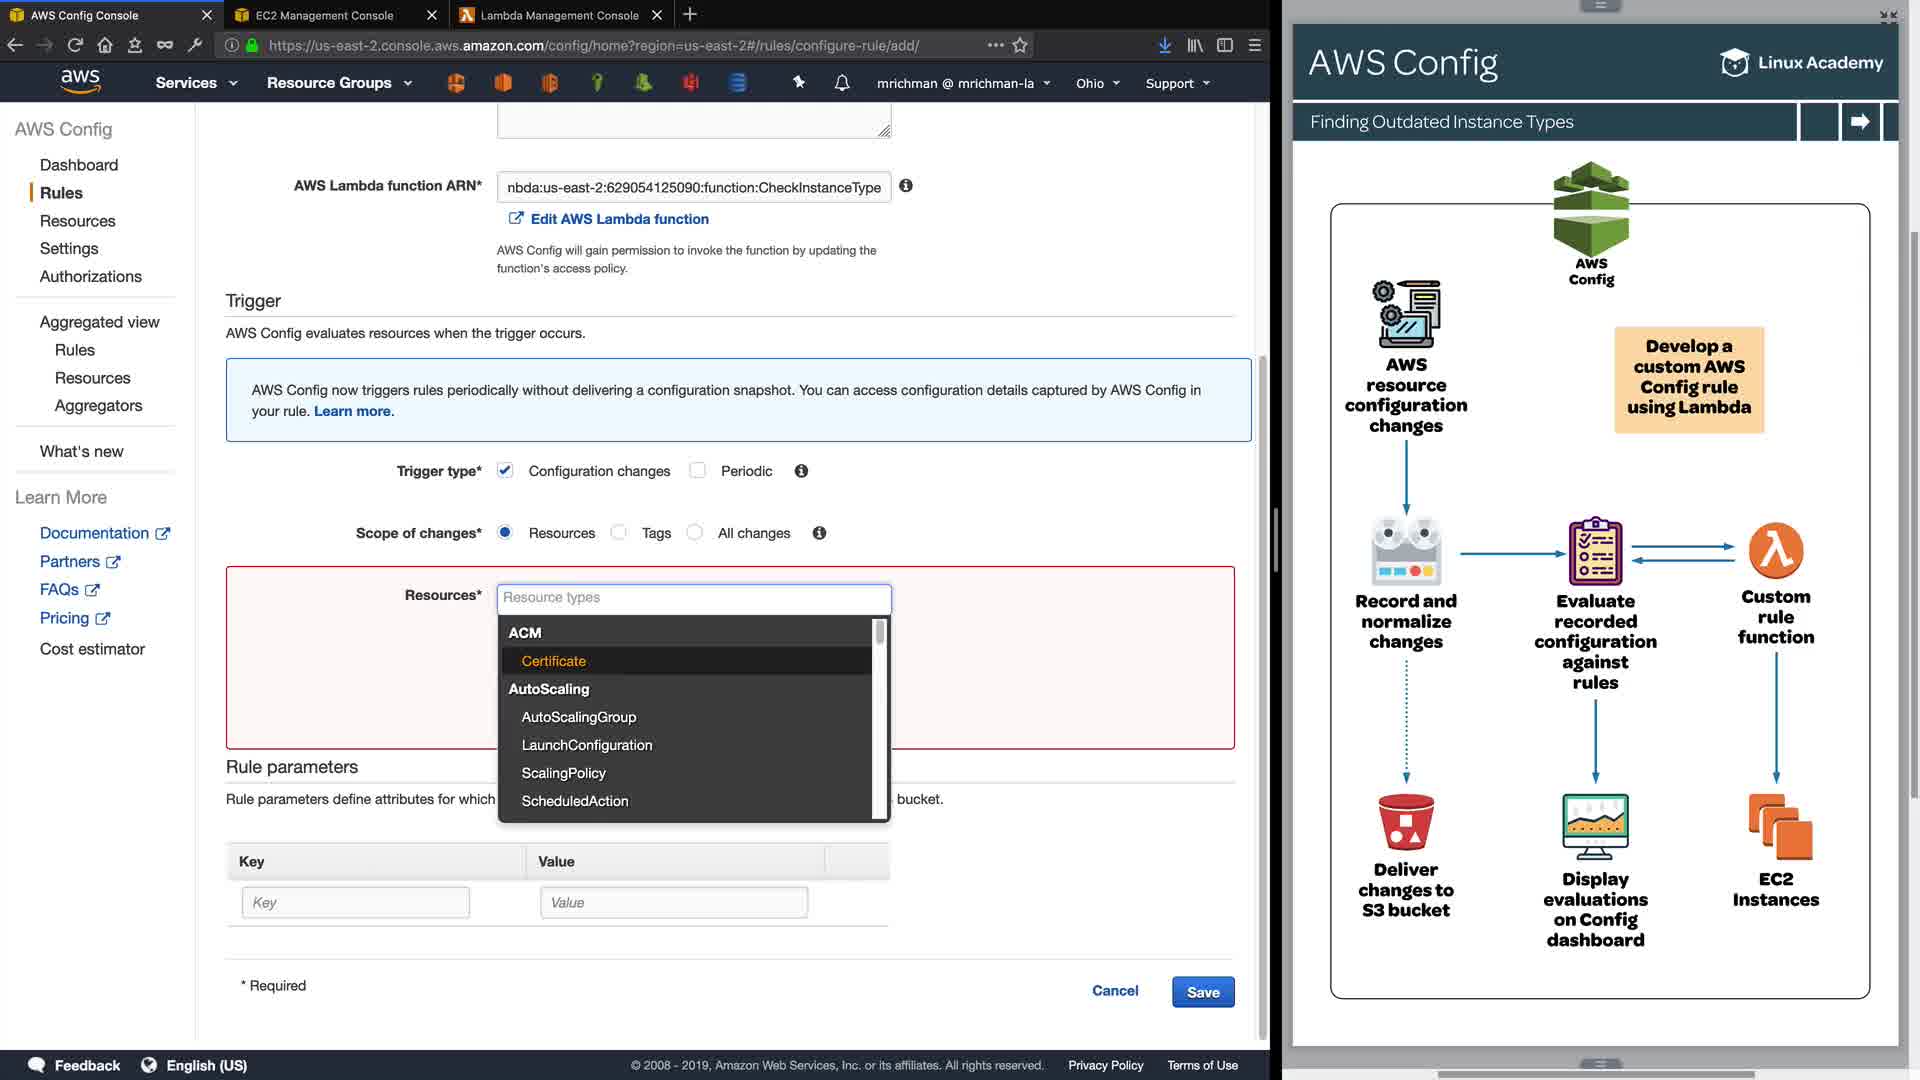 AWS Config Console
EC2 Management Console
Lambda Management Console
https://us-east-2.console.aws.amazon.com/config/home?region=us-east-2#/rules/configure-rule/add/
aws
Services
Resource Groups
mrichman @ mrichman-la
Ohio
Support
AWS Config
Dashboard
Rules
Resources
Settings
Authorizations
Aggregated view
Rules
Resources
Aggregators
What's new
Learn More
Documentation
Partners
FAQs
Pricing
Cost estimator
AWS Lambda function ARN*
nbda:us-east-2:629054125090:function:CheckInstanceType
Edit AWS Lambda function
AWS Config will gain permission to invoke the function by updating the
function's access policy.
Trigger
AWS Config evaluates resources when the trigger occurs.
AWS Config now triggers rules periodically without delivering a configuration snapshot. You can access configuration details captured by AWS Config in
your rule. Learn more.
Trigger type*
Configuration changes
Periodic
Scope of changes*
Resources
Tags
All changes
Resources*
Resource types
ACM
Certificate
AutoScaling
AutoScalingGroup
LaunchConfiguration
ScalingPolicy
ScheduledAction
Rule parameters
Rule parameters define attributes for which
bucket.
Key
Value
Key
Value
* Required
Cancel
Save
Feedback
English (US)
© 2008 - 2019, Amazon Web Services, Inc. or its affiliates. All rights reserved.
Privacy Policy
Terms of Use
AWS Config
Linux Academy
Finding Outdated Instance Types
AWS
Config
AWS
resource
configuration
changes
Develop a
custom AWS
Config rule
using Lambda
Record and
normalize
changes
Evaluate
recorded
configuration
against
rules
Custom
rule
function
Deliver
changes to
S3 bucket
Display
evaluations
on Config
dashboard
EC2
Instances